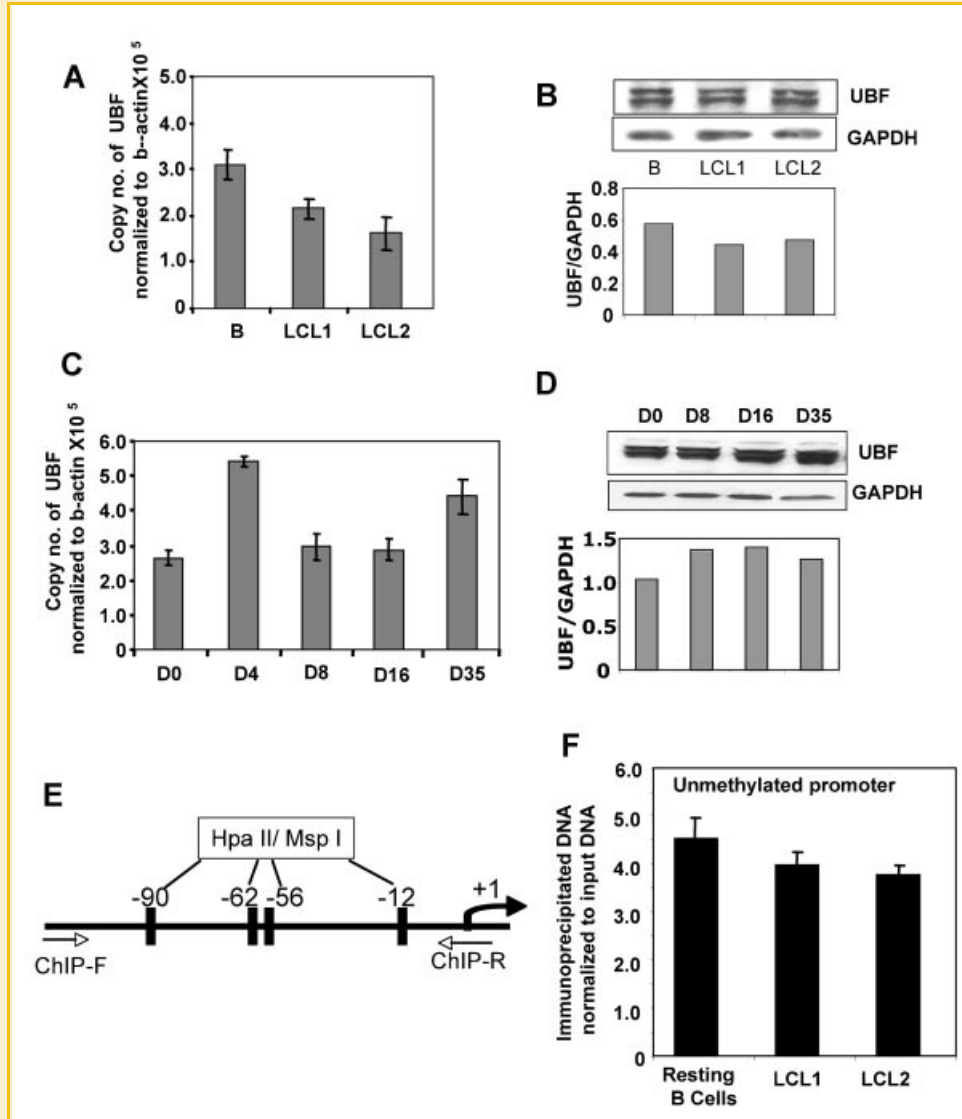 A
Copy no. of UBF
normalized to b--actinX10 5
5.0
4.0
3.0
2.0
1.0
0
B LCL1 LCL2
B
UBF
GAPDH
B LCL1 LCL2
UBF/GAPDH
0.8
0.6
0.4
0.2
0
C
Copy no. of UBF
normalized to b-actin X10 5
6.0
5.0
4.0
3.0
2.0
1.0
0
D0 D4 D8 D16 D35
D
D0 D8 D16 D35
UBF
GAPDH
UBF/GAPDH
1.5
1.0
0.5
0
E
Hpa II/ Msp I
-90 -62 -56 -12 +1
ChIP-F ChIP-R
F
Immunoprecipitated DNA
normalized to input DNA
Unmethylated promoter
6.0
5.0
4.0
3.0
4.0
1.0
0
Resting
B Cells
LCL1 LCL2